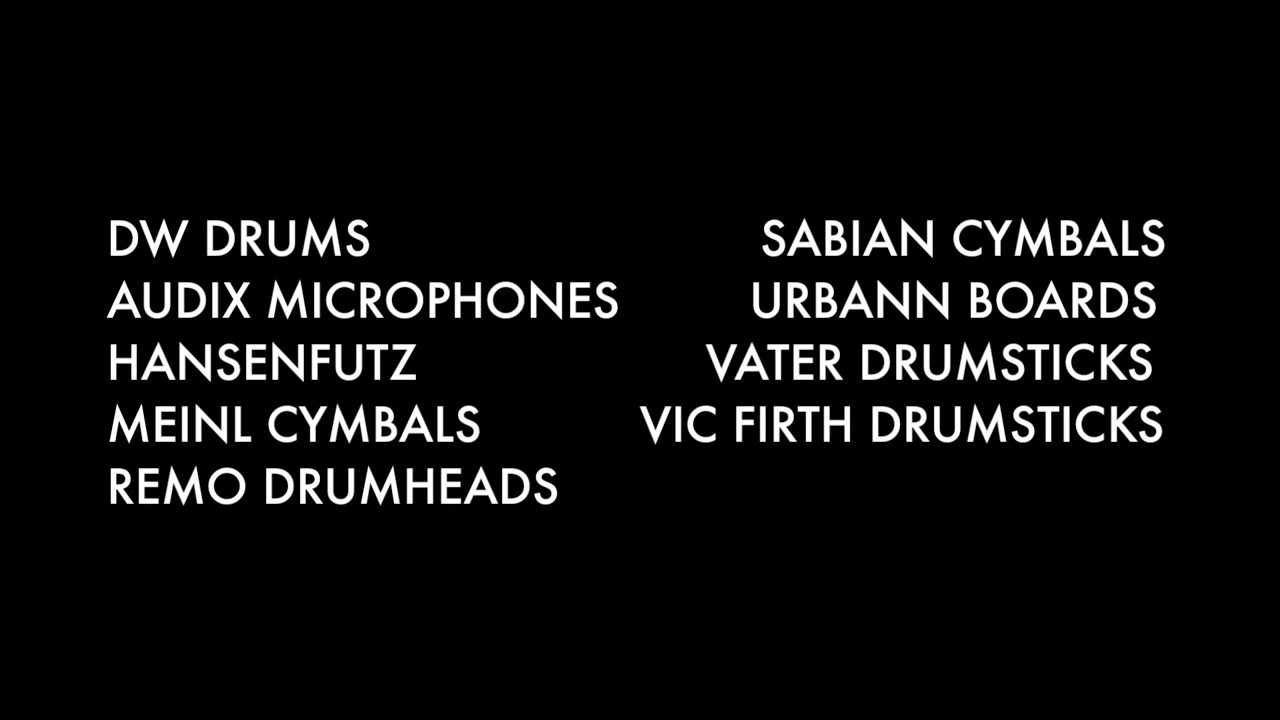 DW DRUMS
AUDIX MICROPHONES
HANSENFUTZ
MEINL CYMBALS
REMO DRUMHEADS
SABIAN CYMBALS
URBANN BOARDS
VATER DRUMSTICKS
VIC FIRTH DRUMSTICKS